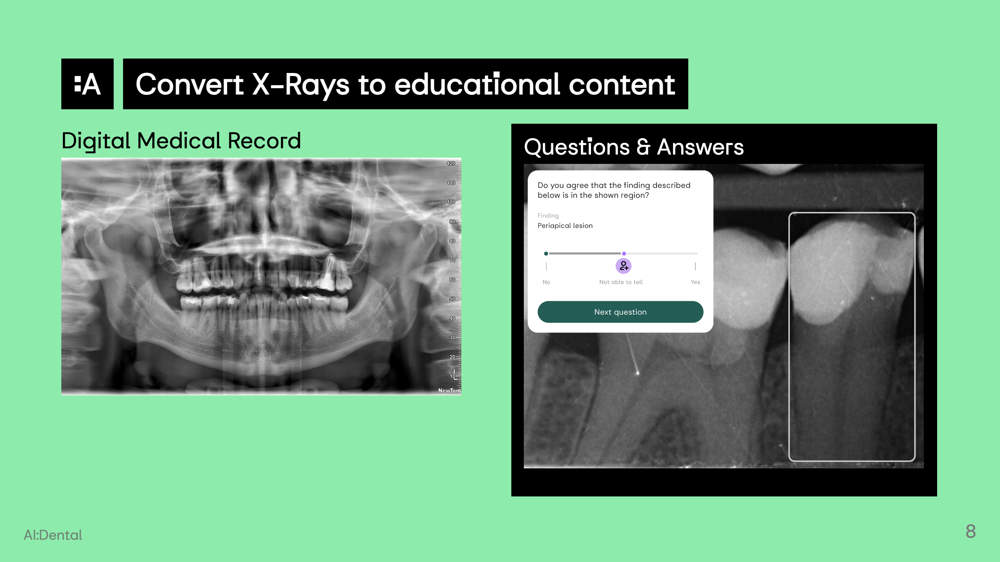 :A
Convert X-Rays to educational content
Digital Medical Record
120
110
100
90
80
70
60
50
40
30
20
10
L
NewTom
Questions & Answers
Do you agree that the finding described
below is in the shown region?
Finding
Periapical lesion
No
Not able to tell
Yes
Next question
AI:Dental
8